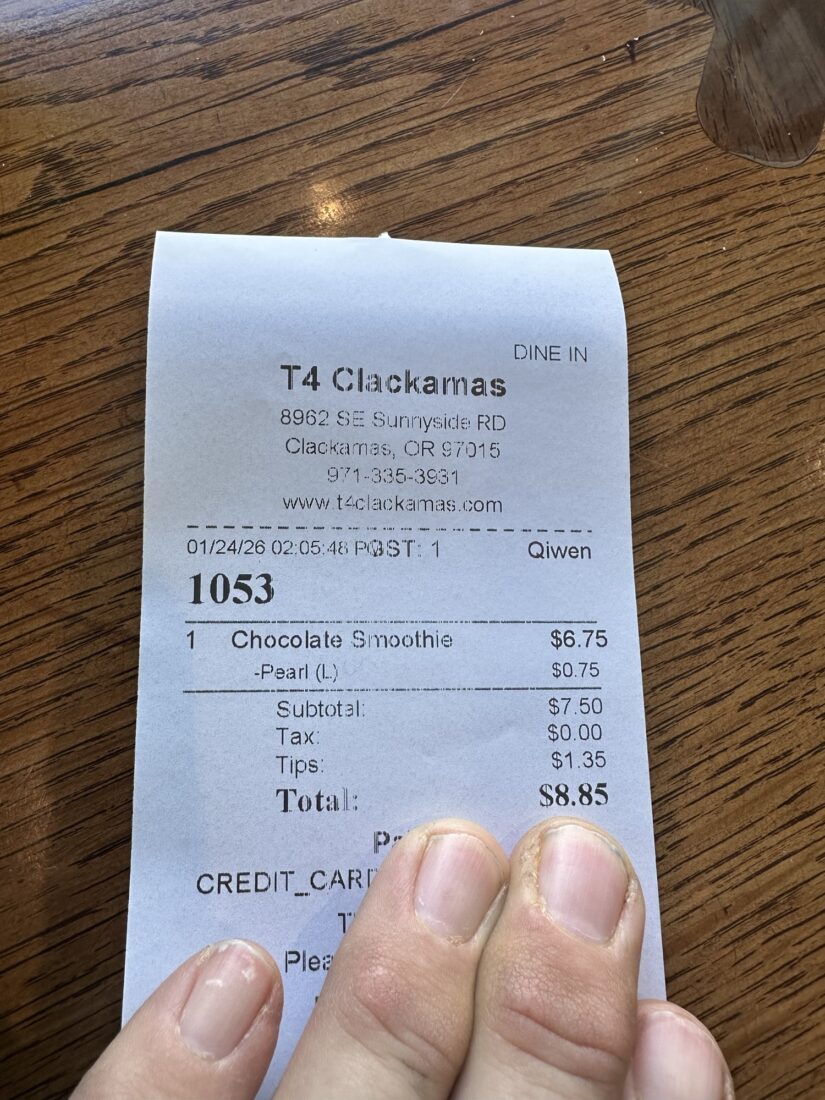 DINE IN
T4 Clackamas
8962 SE Sunnyside RD
Clackamas, OR 97015
971-335-3931
www.t4clackamas.com
01/24/26 02:05:48 P GST: 1 Qiwen
1053
1 Chocolate Smoothie $6.75
-Pearl (L) $0.75
Subtotal: $7.50
Tax: $0.00
Tips: $1.35
Total: $8.85